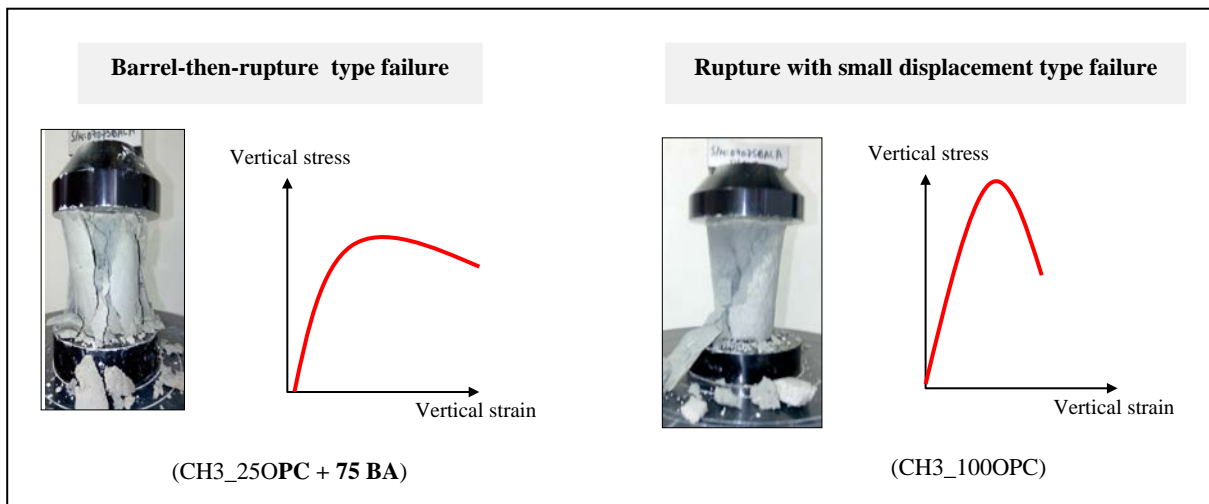 Barrel-then-rupture type failure
Rupture with small displacement type failure
Vertical stress
Vertical strain
(CH3_25OPC + 75 BA)
Vertical stress
Vertical strain
(CH3_100OPC)